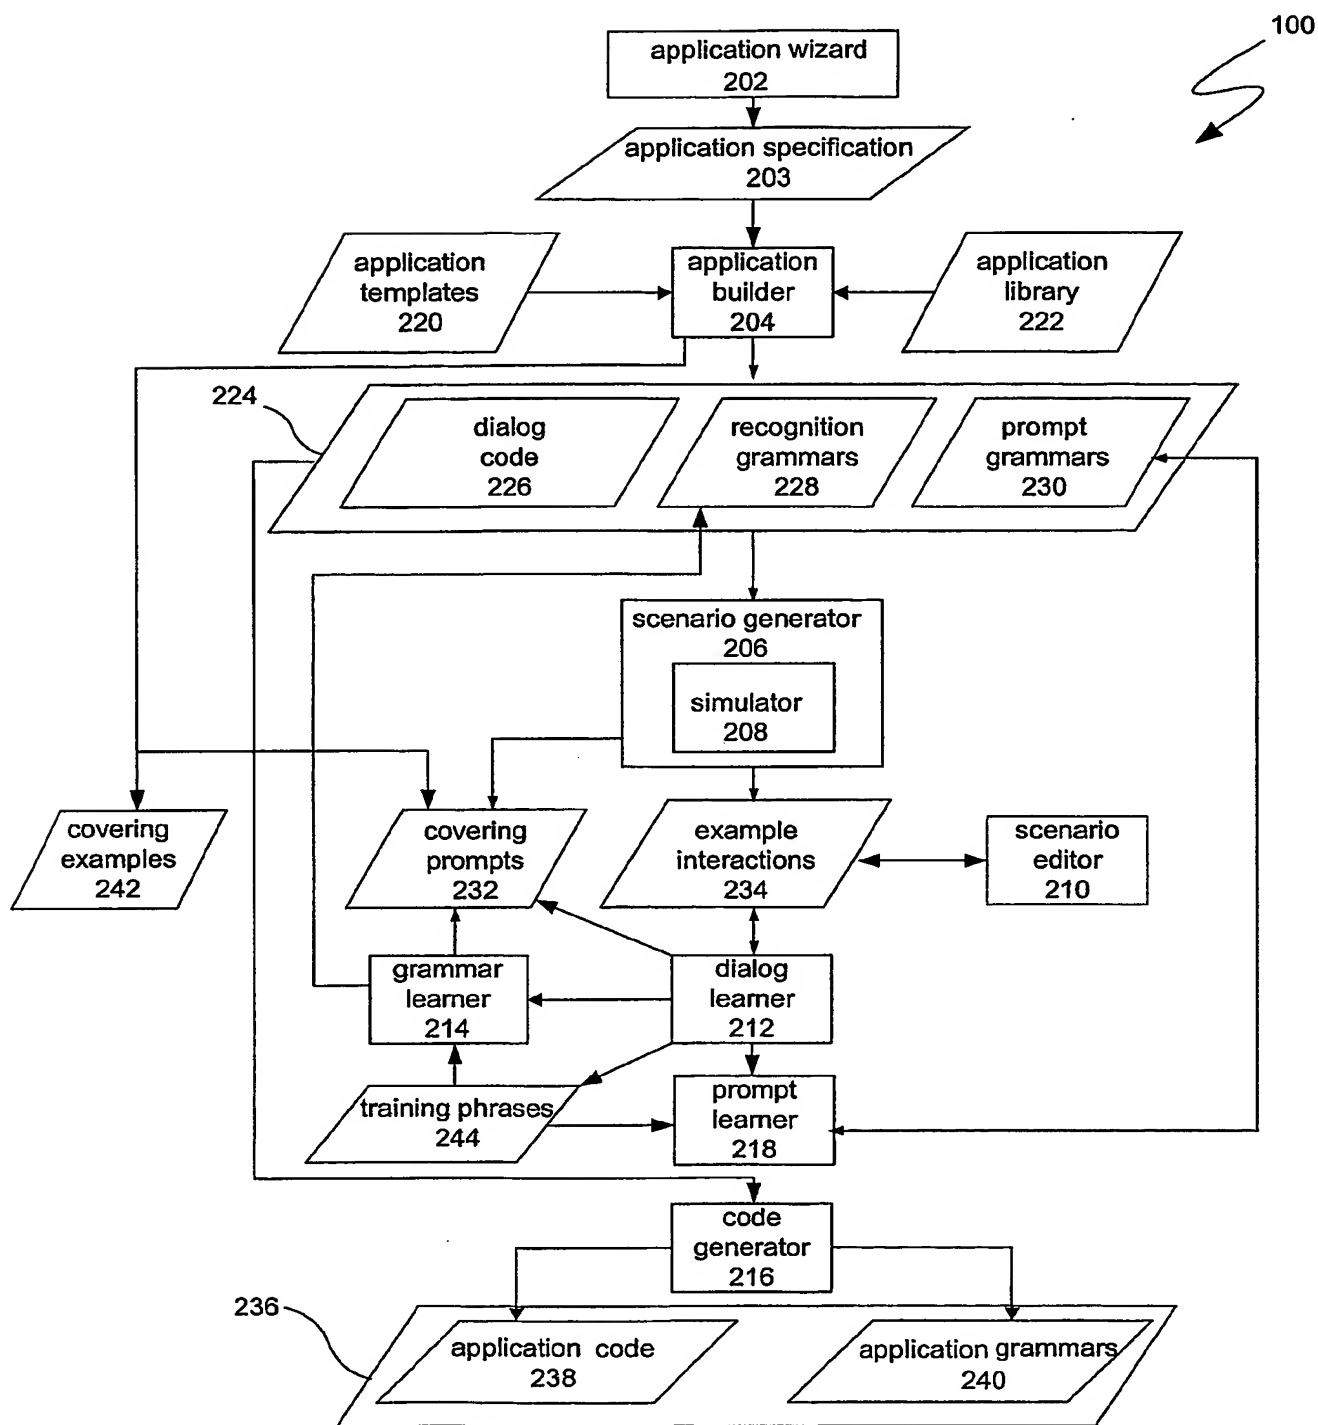 100
application wizard
202
application specification
203
application
templates
220
application
builder
204
application
library
222
224
dialog
code
226
recognition
grammars
228
prompt
grammars
230
scenario generator
206
simulator
208
covering
examples
242
covering
prompts
232
example
interactions
234
scenario
editor
210
grammar
learner
214
dialog
learner
212
training phrases
244
prompt
learner
218
code
generator
216
236
application code
238
application grammars
240